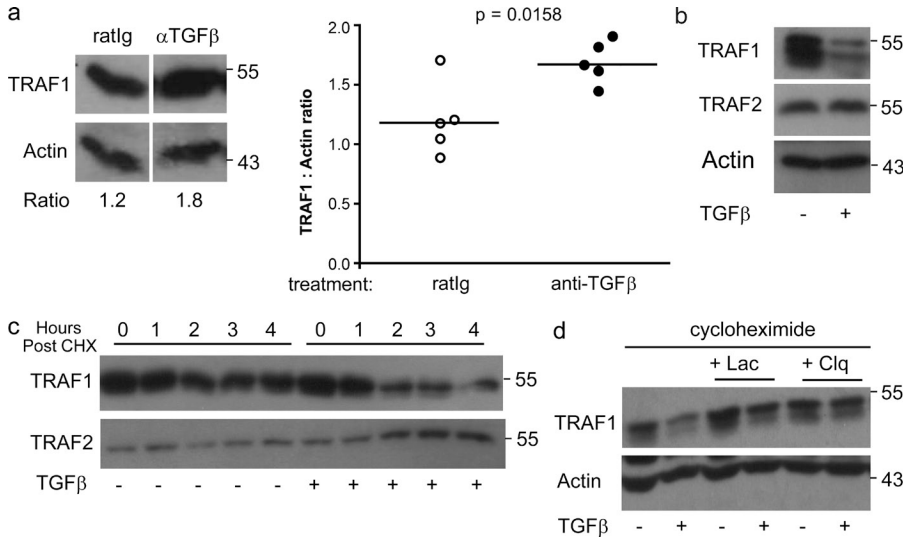 a
ratIg αTGFβ
TRAF1
55
Actin
43
Ratio 1.2 1.8
p = 0.0158
TRAF1 : Actin ratio
2.0
1.5
1.0
0.5
0.0
treatment: ratIg anti-TGFβ
b
TRAF1
55
TRAF2
55
Actin
43
TGFβ - +
c
Hours
Post CHX
0 1 2 3 4 0 1 2 3 4
TRAF1
55
TRAF2
55
TGFβ - - - - - + + + + +
d
cycloheximide
+ Lac + Clq
TRAF1
55
Actin
43
TGFβ - + - + - +